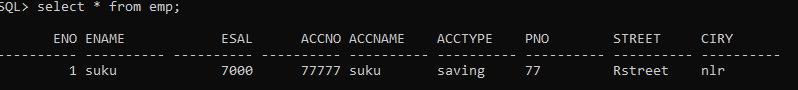 SQL> select * from emp;
ENO ENAME ESAL ACCNO ACCNAME ACCTYPE PNO STREET CIRY
---------- ---------- ---------- ---------- ---------- ---------- ---------- ---------- ----------
1 suku 7000 77777 suku saving 77 Rstreet nlr